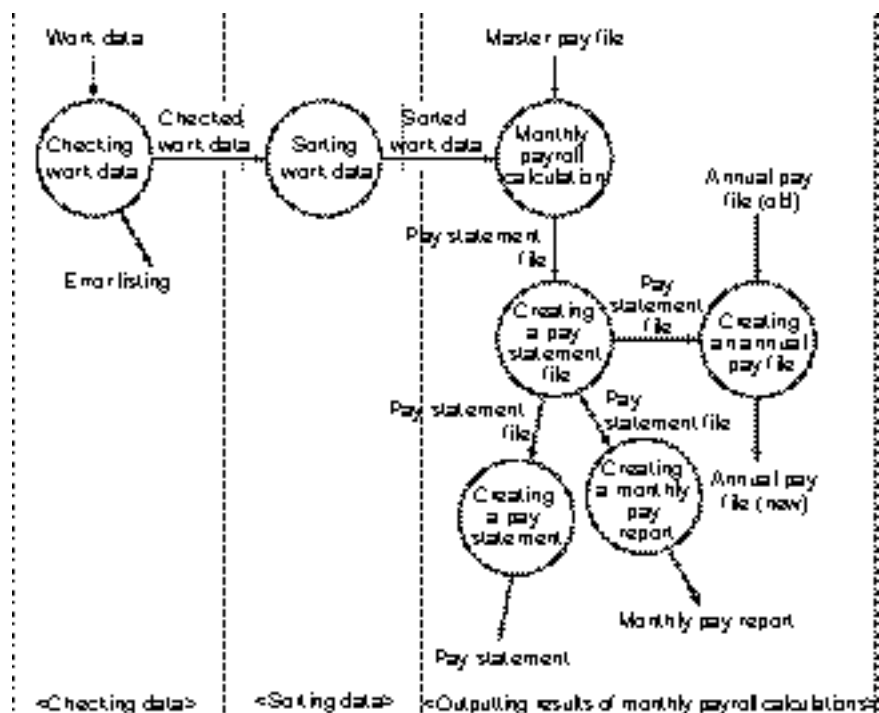 Work data
Checking
work data
Error listing
Checked
work data
Sorting
work data
Sorted
work data
Master pay file
Monthly
payroll
calculation
Pay statement
file
Creating
a pay
statement
file
Pay
statement
file
Annual pay
file (old)
Creating
an annual
pay file
Annual pay
file (new)
Pay statement
file
Creating
a pay
statement
Pay statement
Pay
statement file
Creating
a monthly
pay
report
Monthly pay report
<Checking data>
<Sorting data>
<Outputting results of monthly payroll calculations>